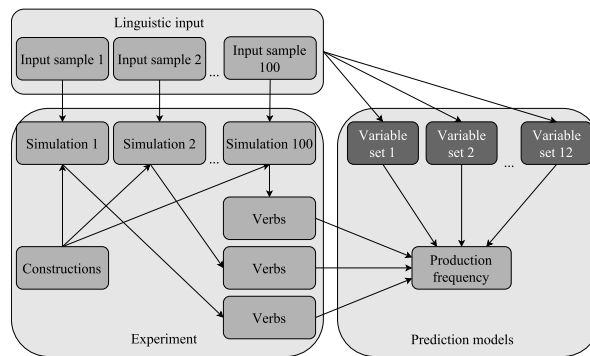 Linguistic input
Input sample 1
Input sample 2
...
Input sample
100
Simulation 1
Simulation 2
...
Simulation 100
Variable
set 1
Variable
set 2
...
Variable
set 12
Verbs
Constructions
Verbs
Production
frequency
Verbs
Experiment
Prediction models